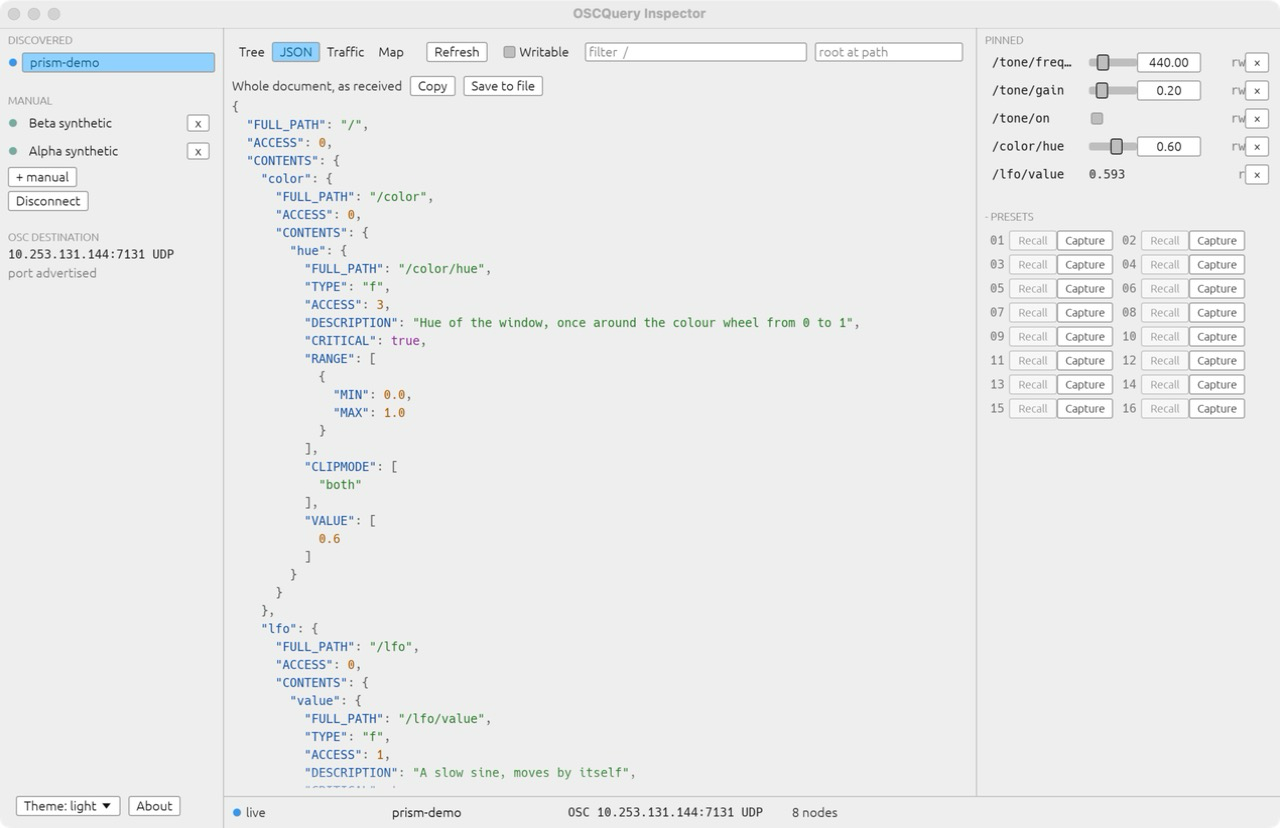 OSCQuery Inspector
DISCOVERED
prism-demo
MANUAL
Beta synthetic x
Alpha synthetic x
+ manual
Disconnect
OSC DESTINATION
10.253.131.144:7131 UDP
port advertised
Theme: light About
Tree JSON Traffic Map Refresh Writable filter / root at path
Whole document, as received Copy Save to file
{
"FULL_PATH": "/",
"ACCESS": 0,
"CONTENTS": {
"color": {
"FULL_PATH": "/color",
"ACCESS": 0,
"CONTENTS": {
"hue": {
"FULL_PATH": "/color/hue",
"TYPE": "f",
"ACCESS": 3,
"DESCRIPTION": "Hue of the window, once around the colour wheel from 0 to 1",
"CRITICAL": true,
"RANGE": [
{
"MIN": 0.0,
"MAX": 1.0
}
],
"CLIPMODE": [
"both"
],
"VALUE": [
0.6
]
}
}
},
"lfo": {
"FULL_PATH": "/lfo",
"ACCESS": 0,
"CONTENTS": {
"value": {
"FULL_PATH": "/lfo/value",
"TYPE": "f",
"ACCESS": 1,
"DESCRIPTION": "A slow sine, moves by itself",
PINNED
/tone/freq… 440.00 rw ×
/tone/gain 0.20 rw ×
/tone/on rw ×
/color/hue 0.60 rw ×
/lfo/value 0.593 r ×
- PRESETS
01 Recall Capture 02 Recall Capture
03 Recall Capture 04 Recall Capture
05 Recall Capture 06 Recall Capture
07 Recall Capture 08 Recall Capture
09 Recall Capture 10 Recall Capture
11 Recall Capture 12 Recall Capture
13 Recall Capture 14 Recall Capture
15 Recall Capture 16 Recall Capture
live prism-demo OSC 10.253.131.144:7131 UDP 8 nodes